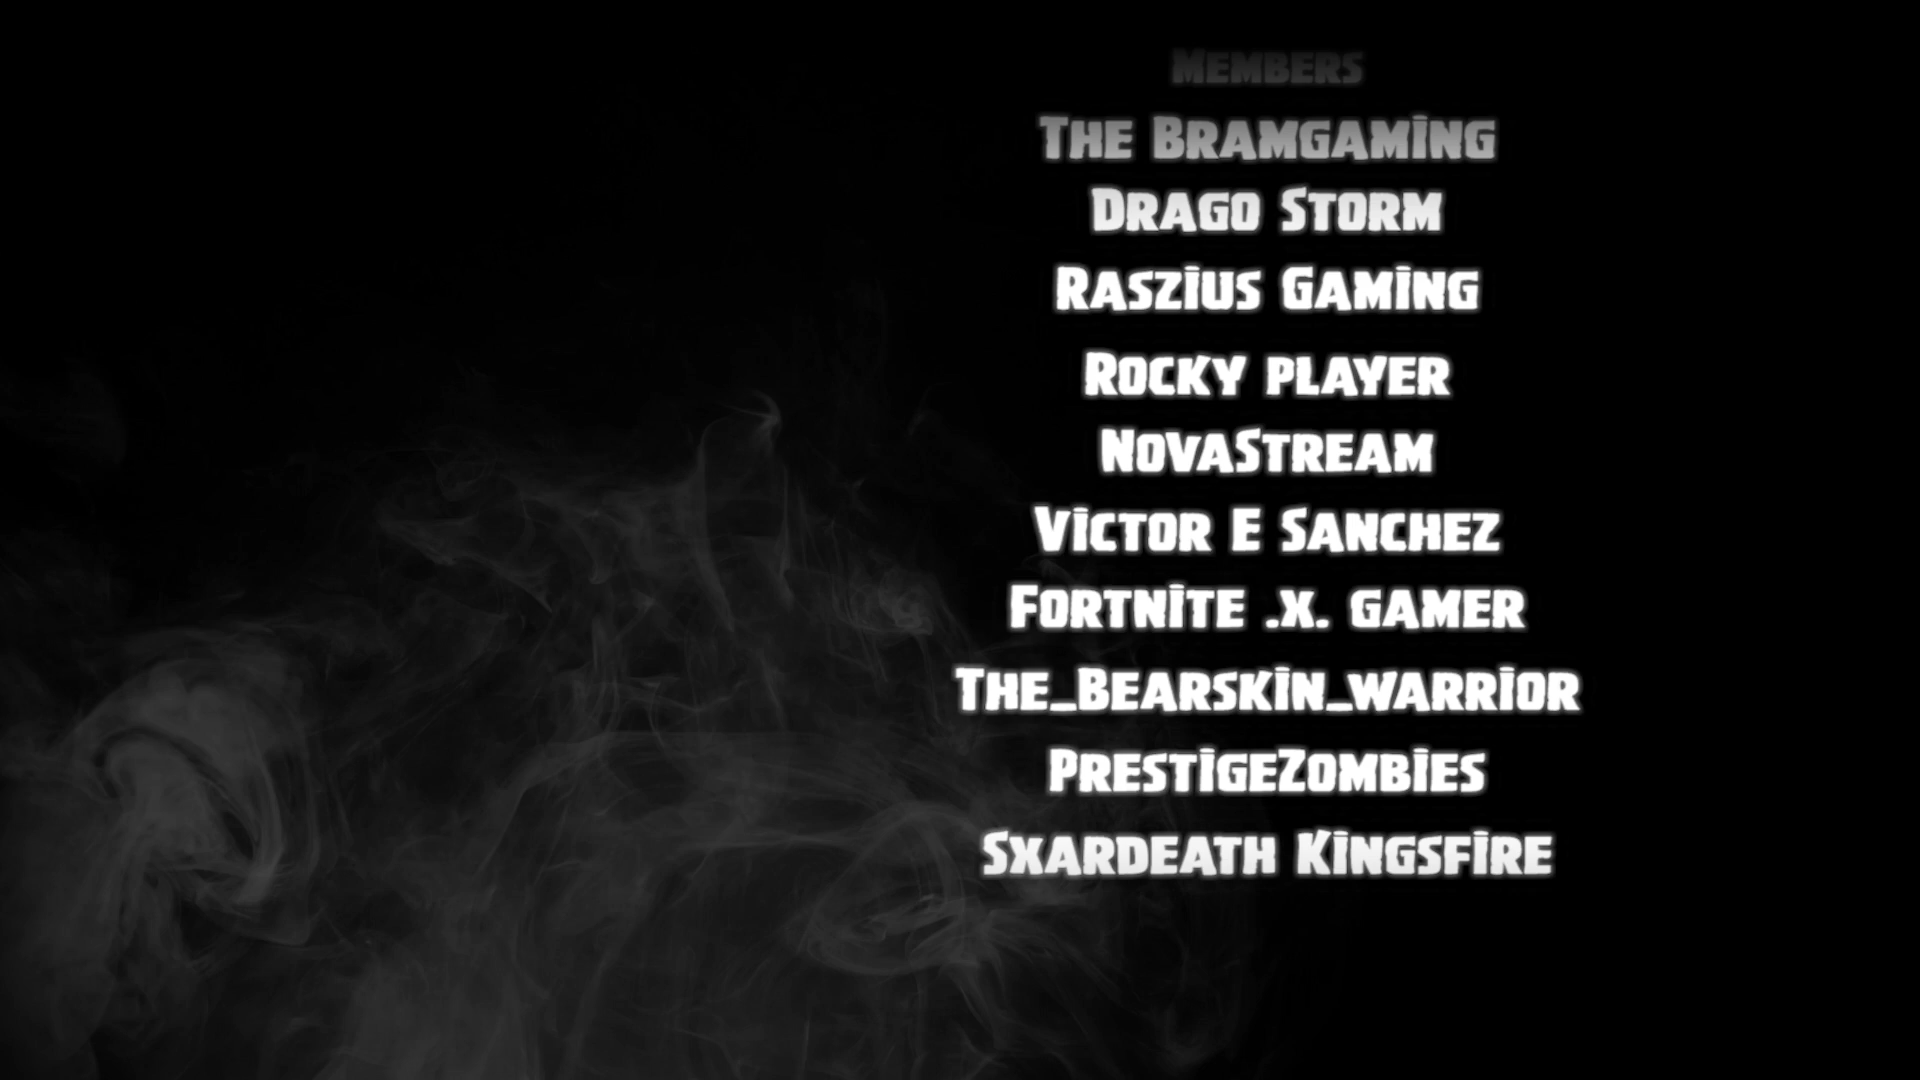 Members
The Bramgaming
Drago Storm
Raszius Gaming
Rocky player
NovaStream
Victor E Sanchez
Fortnite .x. gamer
The_Bearskin_warrior
PrestigeZombies
Sxardeath Kingsfire